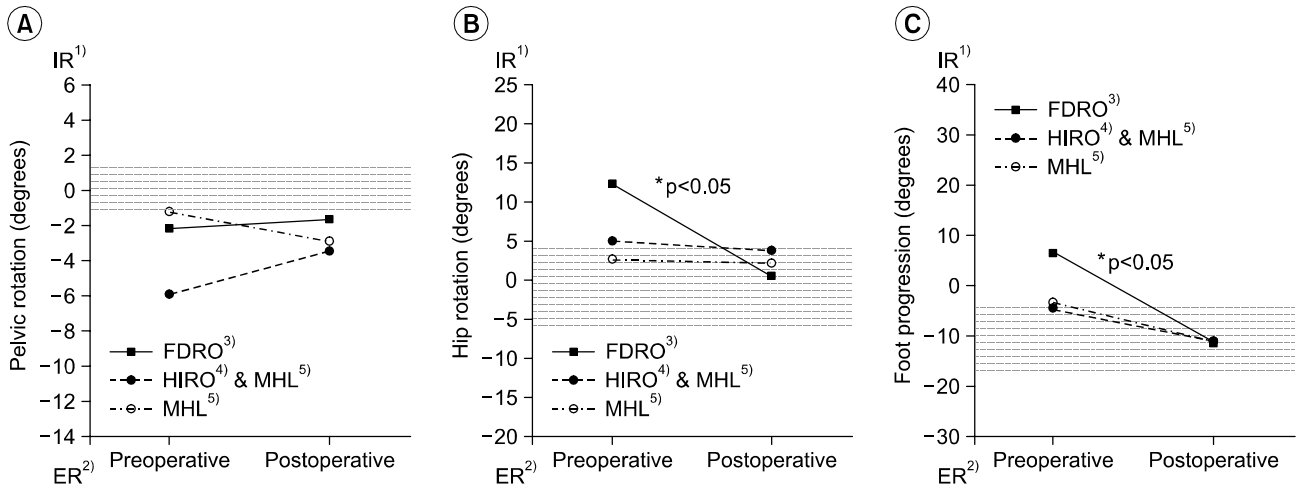 A
IR1)
6
4
2
0
−2
−4
−6
−8
−10
−12
−14
Pelvic rotation (degrees)
FDRO3)
HIRO4) & MHL5)
MHL5)
ER2)
Preoperative Postoperative
B
IR1)
25
20
15
10
5
0
−5
−10
−15
−20
Hip rotation (degrees)
*p<0.05
FDRO3)
HIRO4) & MHL5)
MHL5)
ER2)
Preoperative Postoperative
C
IR1)
40
30
20
10
0
−10
−20
−30
Foot progression (degrees)
FDRO3)
HIRO4) & MHL5)
MHL5)
*p<0.05
ER2)
Preoperative Postoperative